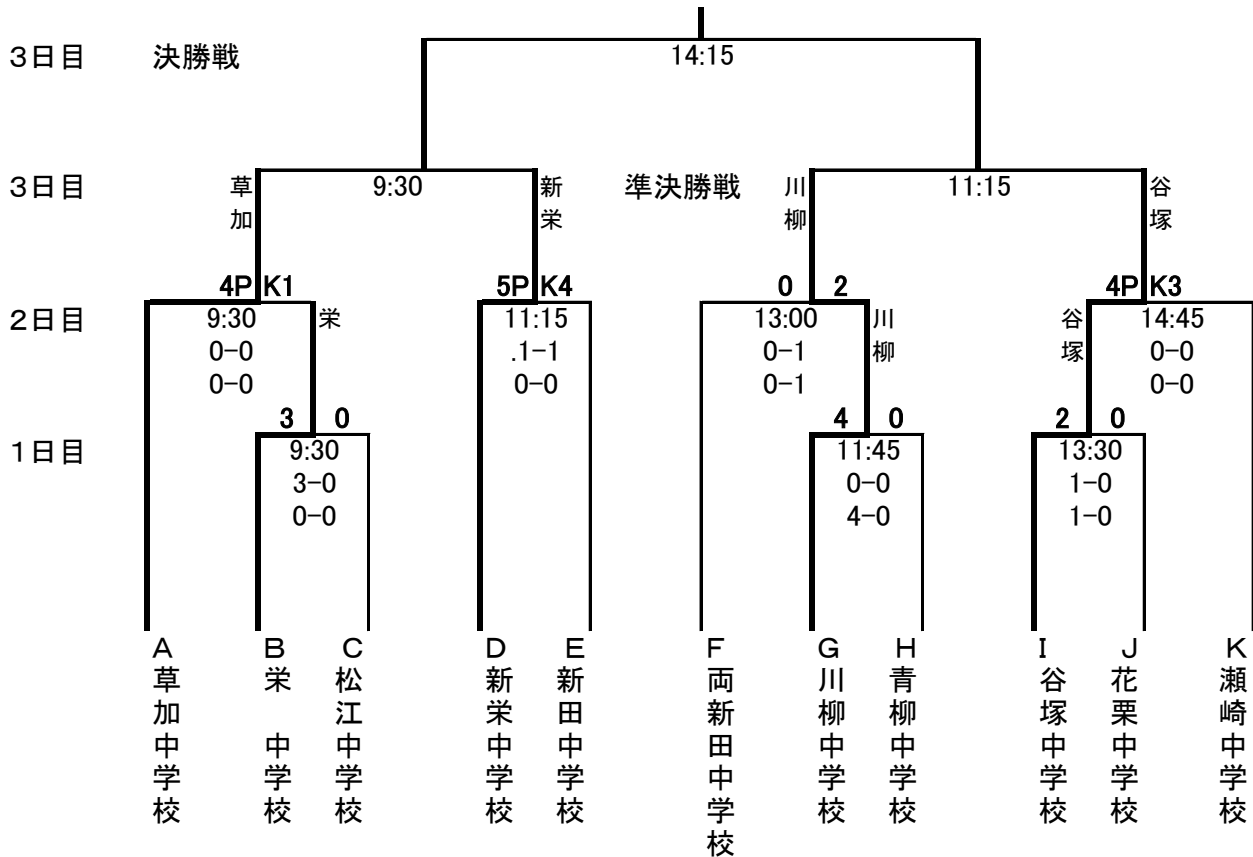 3日目 決勝戦 14:15
3日目 草加 9:30 新栄 準決勝戦 川柳 11:15 谷塚
4P K1 5P K4 0 2 4P K3
2日目 9:30 栄 11:15 13:00 川柳 谷塚 14:45
0-0 .1-1 0-1 0-0
0-0 0-0 0-1 0-0
3 0 4 0 2 0
1日目 9:30 11:45 13:30
3-0 0-0 1-0
0-0 4-0 1-0
A B C D E F G H I J K
草加中学校
栄 中学校
松江中学校
新栄中学校
新田中学校
両新田中学校
川柳中学校
青柳中学校
谷塚中学校
花栗中学校
瀬崎中学校